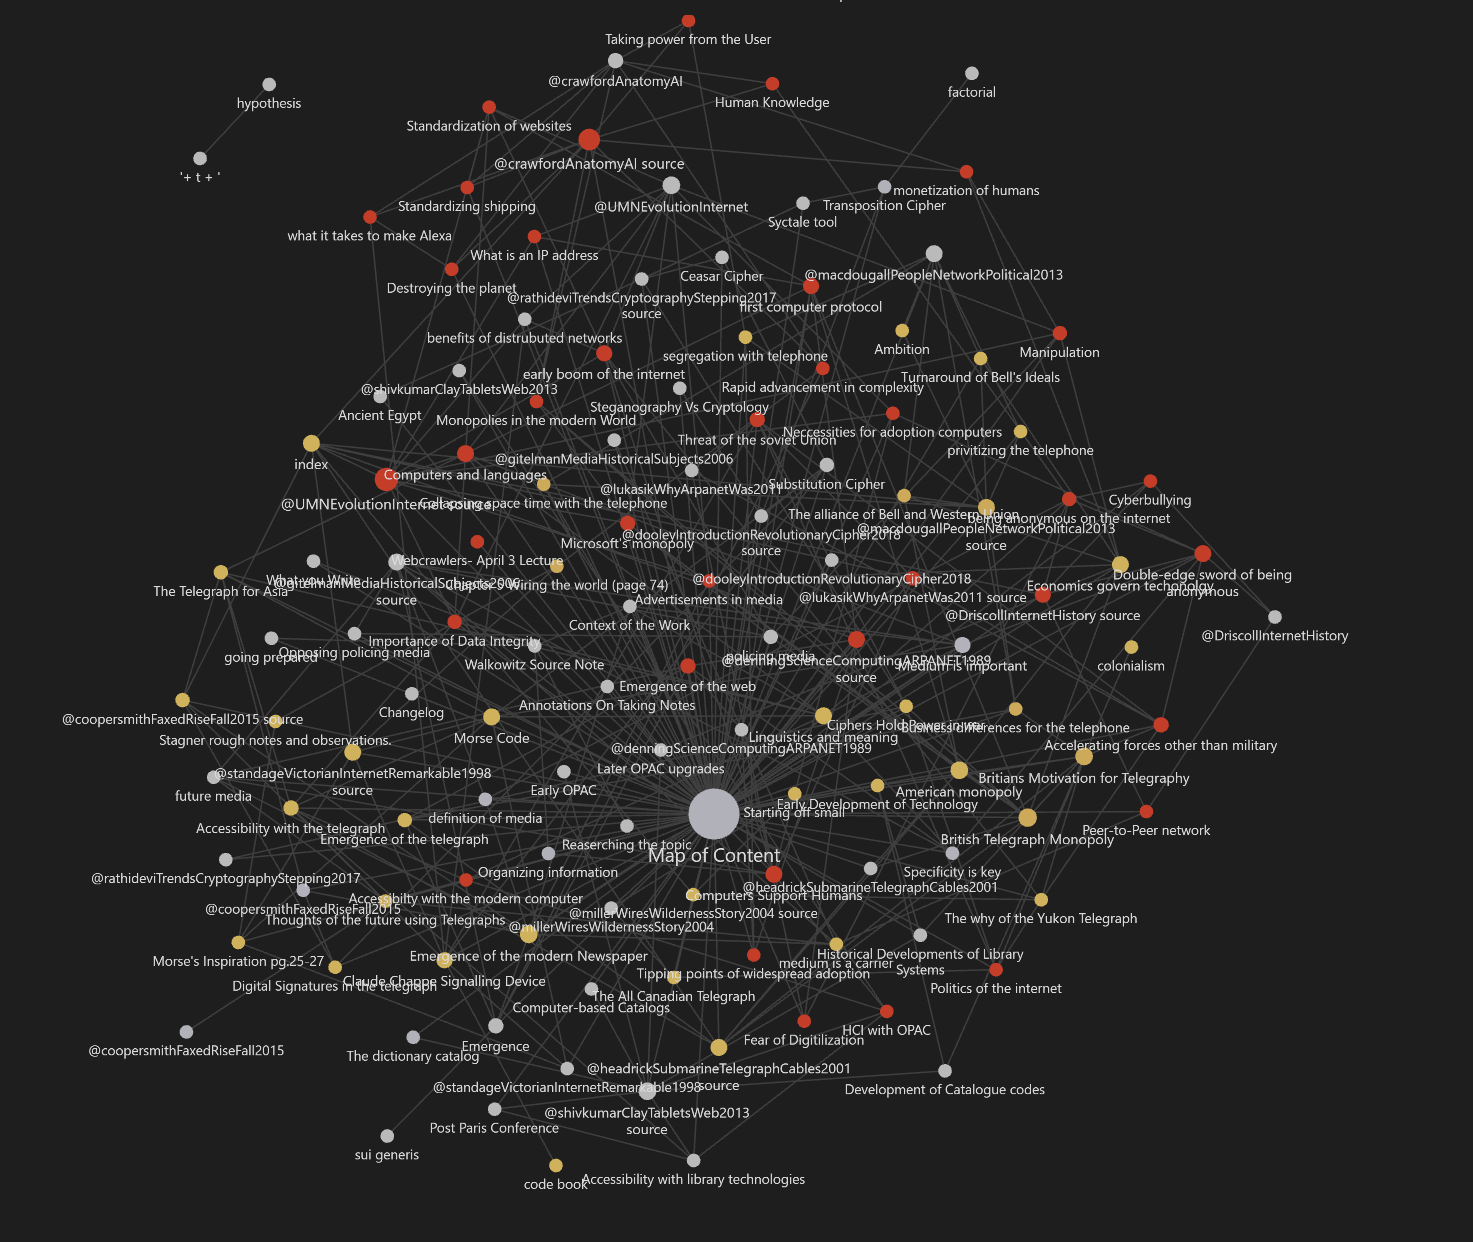 Taking power from the User
@crawfordAnatomyAI
factorial
hypothesis
Human Knowledge
Standardization of websites
@crawfordAnatomyAI source
'+ t + '
monetization of humans
Standardizing shipping
@UMNEvolutionInternet
Transposition Cipher
Syctale tool
what it takes to make Alexa
What is an IP address
Ceasar Cipher
@macdougallPeopleNetworkPolitical2013
Destroying the planet
@rathideviTrendsCryptographyStepping2017
source
first computer protocol
benefits of distrubuted networks
Ambition
Manipulation
segregation with telephone
early boom of the internet
Turnaround of Bell's Ideals
@shivkumarClayTabletsWeb2013
Rapid advancement in complexity
Steganography Vs Cryptology
Ancient Egypt
Monopolies in the modern World
Threat of the soviet Union
Neccessities for adoption computers
privitizing the telephone
index
@gitelmanMediaHistoricalSubjects2006
Computers and languages
Substitution Cipher
@lukasikWhyArpanetWas2011
Cyberbullying
@UMNEvolutionInternet source
Collapsing space time with the telephone
The alliance of Bell and Western Union
being anonymous on the internet
@macdougallPeopleNetworkPolitical2013
source
@dooleyIntroductionRevolutionaryCipher2018
source
Microsoft's monopoly
Webcrawlers- April 3 Lecture
What you Write
@gitelmanMediaHistoricalSubjects2006
source
Chapter 5 Wiring the world (page 74)
@dooleyIntroductionRevolutionaryCipher2018
Double-edge sword of being
anonymous
Economics govern technology
The Telegraph for Asia
Advertisements in media
@lukasikWhyArpanetWas2011 source
@DriscollInternetHistory source
Context of the Work
@DriscollInternetHistory
Importance of Data Integrity
Opposing policing media
going prepared
policing media
@denningScienceComputingARPANET1989
source
Walkowitz Source Note
Medium is important
colonialism
Emergence of the web
Annotations On Taking Notes
Changelog
@coopersmithFaxedRiseFall2015 source
Stagner rough notes and observations.
Morse Code
Ciphers Hold Power in war
Business differences for the telephone
Linguistics and meaning
Accelerating forces other than military
@denningScienceComputingARPANET1989
Later OPAC upgrades
@standageVictorianInternetRemarkable1998
source
Britians Motivation for Telegraphy
Early OPAC
American monopoly
future media
Early Development of Technology
Starting off small
definition of media
Accessibility with the telegraph
Emergence of the telegraph
Peer-to-Peer network
British Telegraph Monopoly
Reaserching the topic
Map of Content
Organizing information
Specificity is key
@rathideviTrendsCryptographyStepping2017
@headrickSubmarineTelegraphCables2001
Computers Support Humans
Accessibilty with the modern computer
@coopersmithFaxedRiseFall2015
@millerWiresWildernessStory2004 source
Thoughts of the future using Telegraphs
The why of the Yukon Telegraph
@millerWiresWildernessStory2004
Historical Developments of Library
Systems
Emergence of the modern Newspaper
Morse's Inspiration pg.25-27
medium is a carrier
Tipping points of widespread adoption
Claude Chappe Signalling Device
Digital Signatures in the telegraph
Politics of the internet
The All Canadian Telegraph
Computer-based Catalogs
HCI with OPAC
Fear of Digitilization
Emergence
@coopersmithFaxedRiseFall2015
The dictionary catalog
@headrickSubmarineTelegraphCables2001
source
@standageVictorianInternetRemarkable1998
Development of Catalogue codes
@shivkumarClayTabletsWeb2013
source
Post Paris Conference
sui generis
Accessibility with library technologies
code book